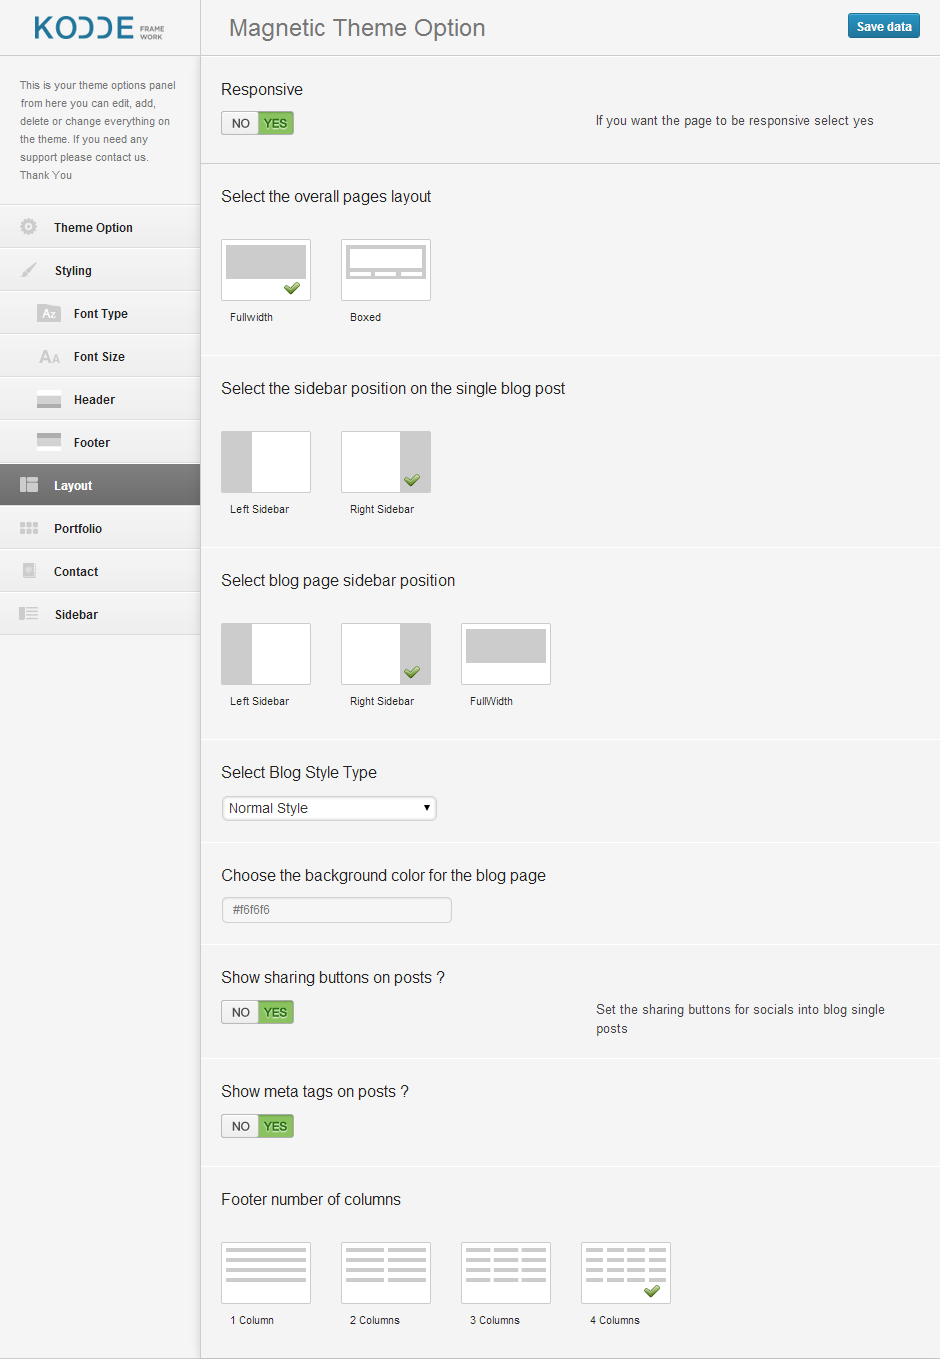 KODDE FRAME WORK
Magnetic Theme Option
Save data
This is your theme options panel
from here you can edit, add,
delete or change everything on
the theme. If you need any
support please contact us.
Thank You
Theme Option
Styling
Az Font Type
AA Font Size
Header
Footer
Layout
Portfolio
Contact
Sidebar
Responsive
NO YES
If you want the page to be responsive select yes
Select the overall pages layout
Fullwidth Boxed
Select the sidebar position on the single blog post
Left Sidebar Right Sidebar
Select blog page sidebar position
Left Sidebar Right Sidebar FullWidth
Select Blog Style Type
Normal Style
Choose the background color for the blog page
#f6f6f6
Show sharing buttons on posts ?
NO YES
Set the sharing buttons for socials into blog single
posts
Show meta tags on posts ?
NO YES
Footer number of columns
1 Column 2 Columns 3 Columns 4 Columns